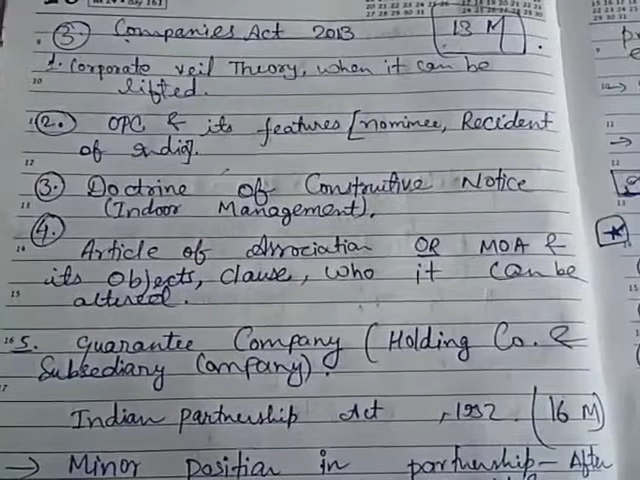 ③ Companies Act 2013 [13 M].
1. Corporate veil Theory, when it can be
lifted.
②. OPC & its features [nominee, Recident
of India].
③. Doctrine of Constructive Notice
(Indoor Management),
④.
Article of Association OR MOA &
its Objects, clause, who it can be
altered.
5. guarantee Company (Holding Co. &
Subsediary Company).
Indian partnership Act, 1932. (16 M)
→ Minor position in partnership - After